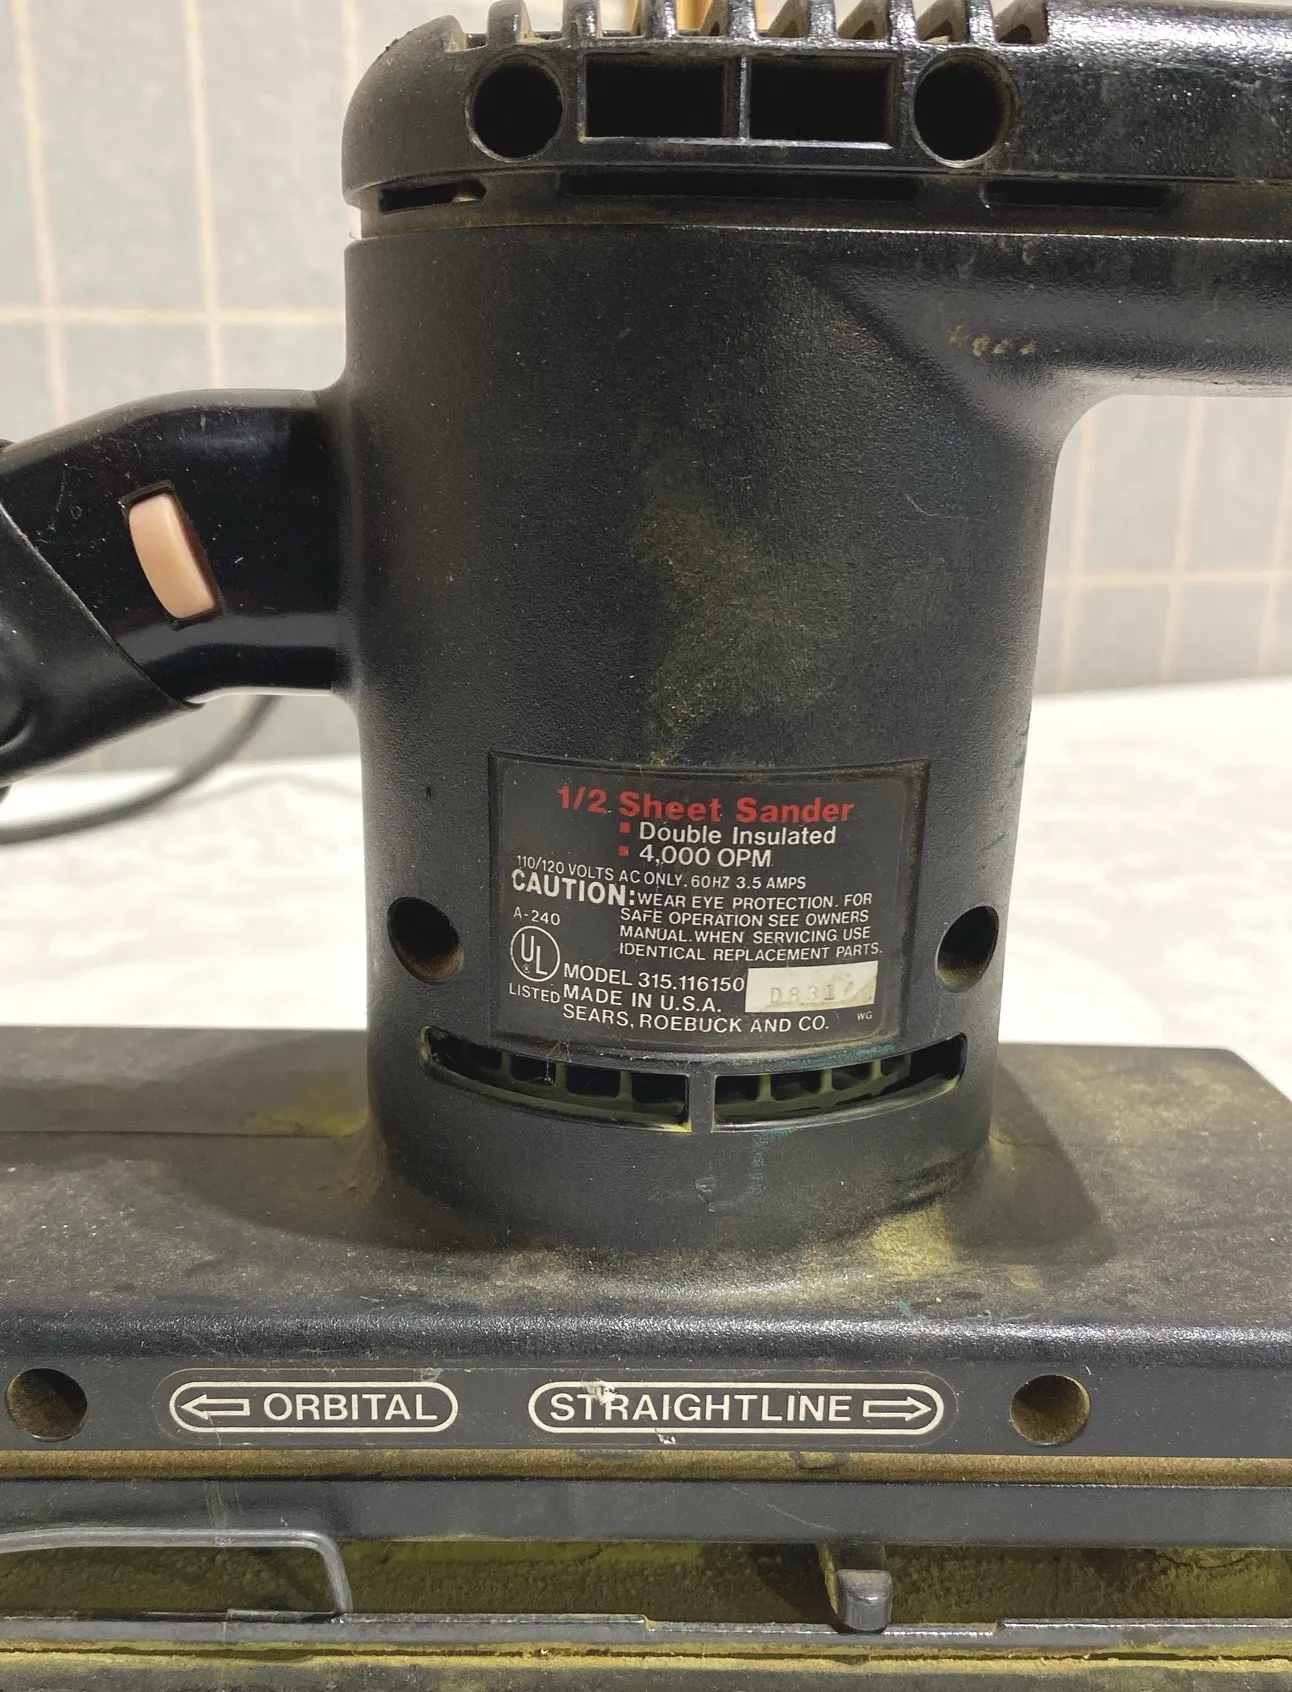 1/2 Sheet Sander
Double Insulated
4,000 OPM
110/120 VOLTS AC ONLY. 60HZ 3.5 AMPS
CAUTION: WEAR EYE PROTECTION. FOR
SAFE OPERATION SEE OWNERS
MANUAL. WHEN SERVICING USE
IDENTICAL REPLACEMENT PARTS.
A-240
UL
LISTED
MODEL 315.116150
MADE IN U.S.A.
SEARS, ROEBUCK AND CO.
WG
ORBITAL
STRAIGHTLINE